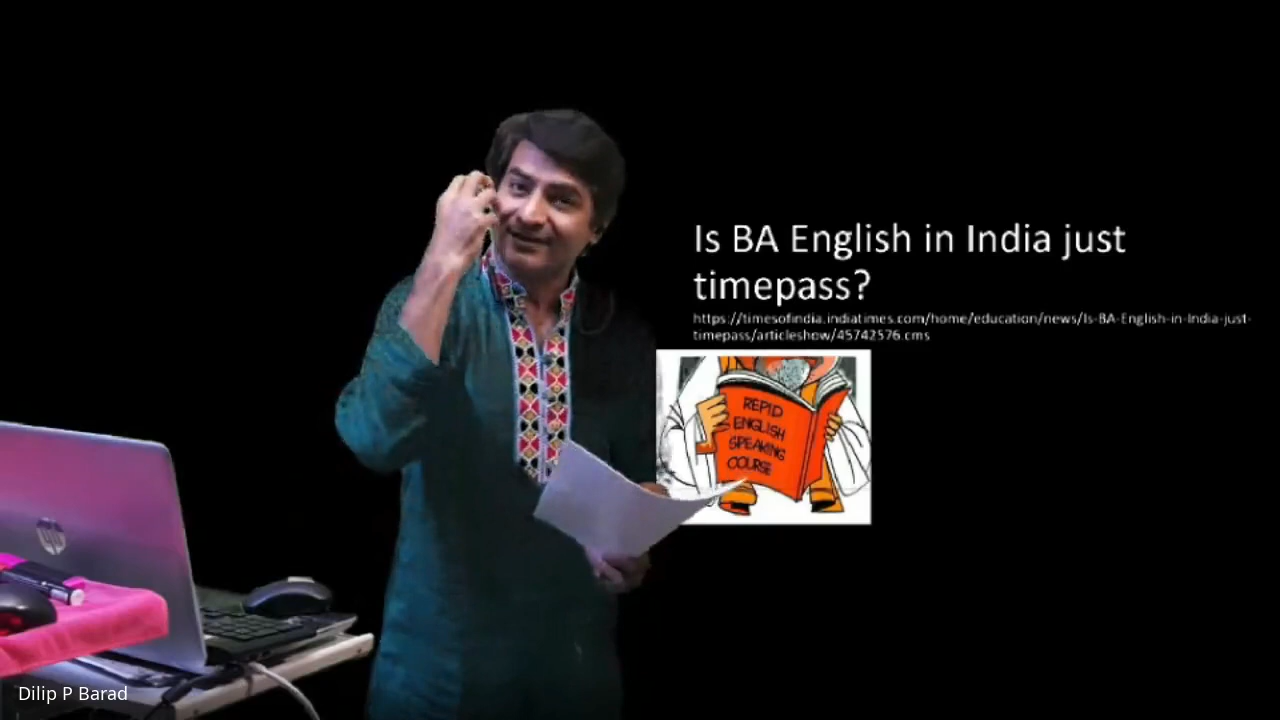 Is BA English in India just
timepass?
https://timesofindia.indiatimes.com/home/education/news/Is-BA-English-in-India-just-
timepass/articleshow/45742576.cms
REPID
ENGLISH
SPEAKING
COURSE
hp
Dilip P Barad